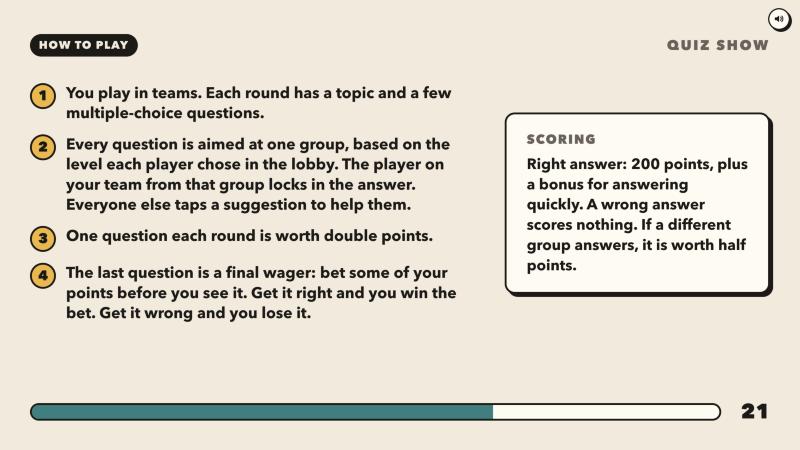 HOW TO PLAY
QUIZ SHOW
1 You play in teams. Each round has a topic and a few
multiple-choice questions.
2 Every question is aimed at one group, based on the
level each player chose in the lobby. The player on
your team from that group locks in the answer.
Everyone else taps a suggestion to help them.
3 One question each round is worth double points.
4 The last question is a final wager: bet some of your
points before you see it. Get it right and you win the
bet. Get it wrong and you lose it.
SCORING
Right answer: 200 points, plus
a bonus for answering
quickly. A wrong answer
scores nothing. If a different
group answers, it is worth half
points.
21